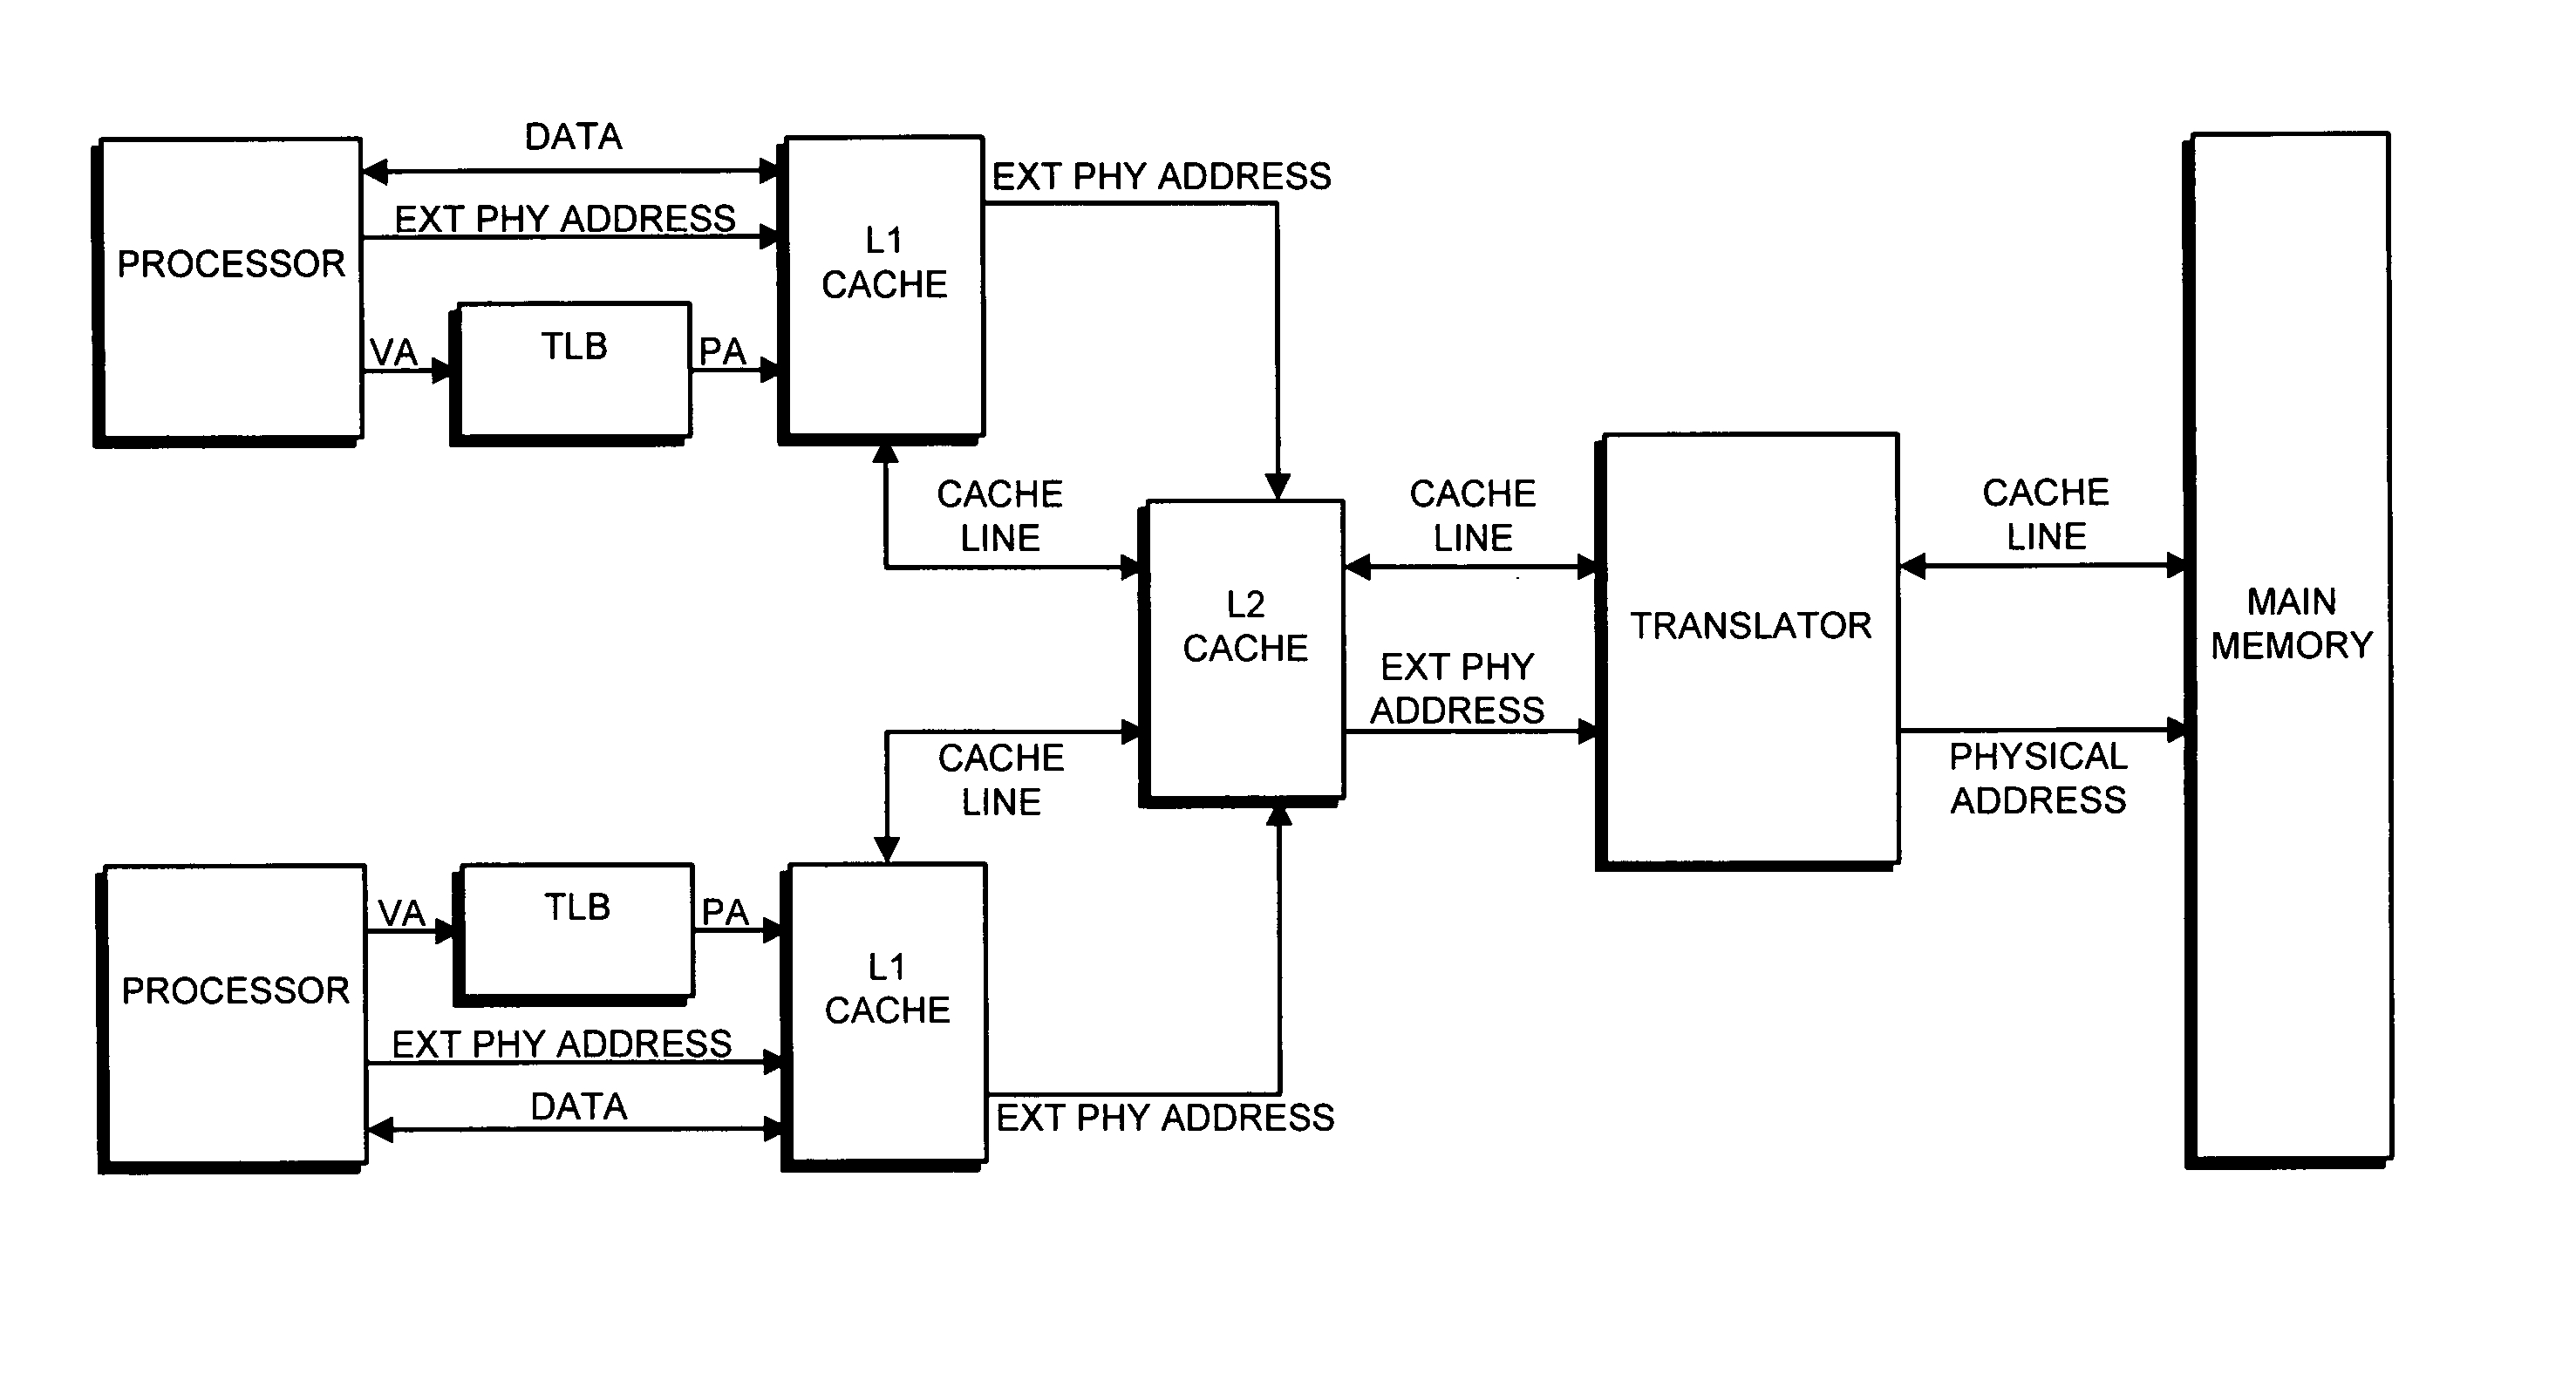 DATA
EXT PHY ADDRESS
EXT PHY ADDRESS
PROCESSOR
L1
CACHE
VA
TLB
PA
CACHE
LINE
CACHE
LINE
CACHE
LINE
L2
CACHE
TRANSLATOR
MAIN
MEMORY
EXT PHY
ADDRESS
CACHE
LINE
PHYSICAL
ADDRESS
VA
TLB
PA
PROCESSOR
L1
CACHE
EXT PHY ADDRESS
DATA
EXT PHY ADDRESS